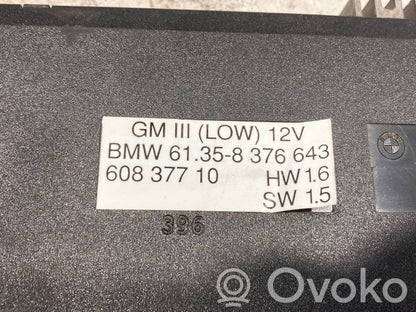 GM III (LOW) 12V
BMW 61.35-8 376 643
608 377 10 HW 1.6
SW 1.5
396
Ovoko